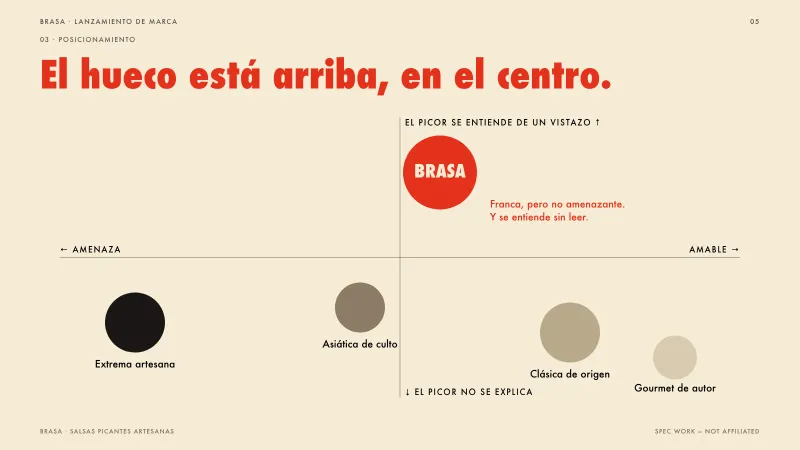 BRASA · LANZAMIENTO DE MARCA
05
03 · POSICIONAMIENTO
El hueco está arriba, en el centro.
EL PICOR SE ENTIENDE DE UN VISTAZO ↑
BRASA
Franca, pero no amenazante.
Y se entiende sin leer.
← AMENAZA
AMABLE →
Asiática de culto
Extrema artesana
Clásica de origen
Gourmet de autor
↓ EL PICOR NO SE EXPLICA
BRASA · SALSAS PICANTES ARTESANAS
SPEC WORK — NOT AFFILIATED